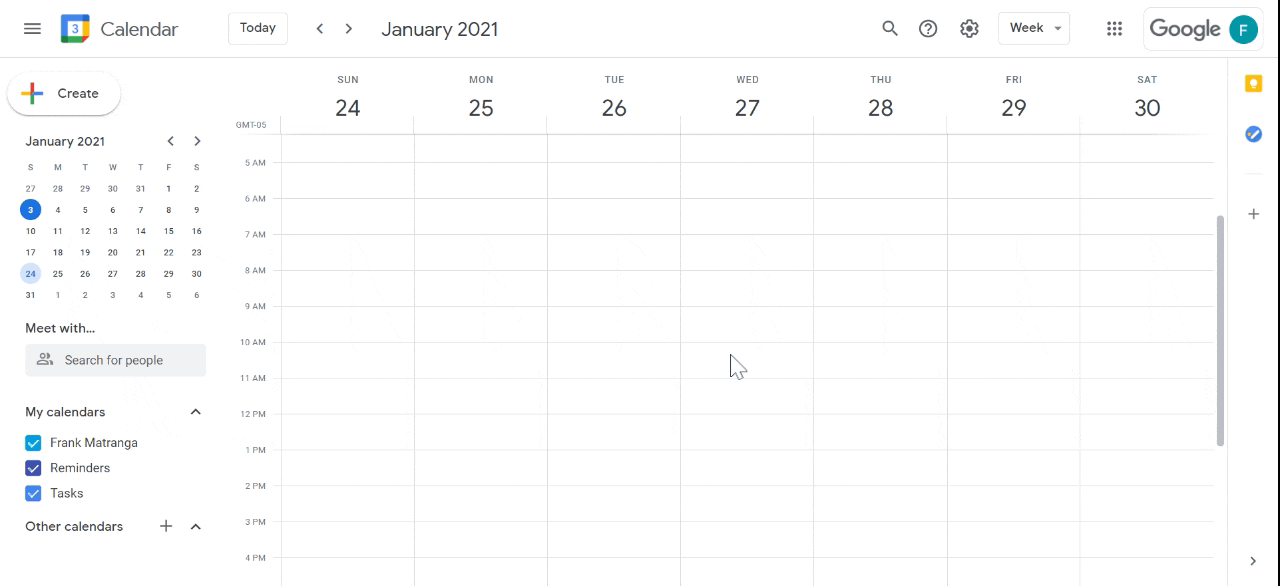 3 Calendar Today January 2021 Week Google F
Create
January 2021
S M T W T F S
27 28 29 30 31 1 2
3 4 5 6 7 8 9
10 11 12 13 14 15 16
17 18 19 20 21 22 23
24 25 26 27 28 29 30
31 1 2 3 4 5 6
Meet with...
Search for people
My calendars
Frank Matranga
Reminders
Tasks
Other calendars
SUN MON TUE WED THU FRI SAT
24 25 26 27 28 29 30
GMT-05
5 AM
6 AM
7 AM
8 AM
9 AM
10 AM
11 AM
12 PM
1 PM
2 PM
3 PM
4 PM